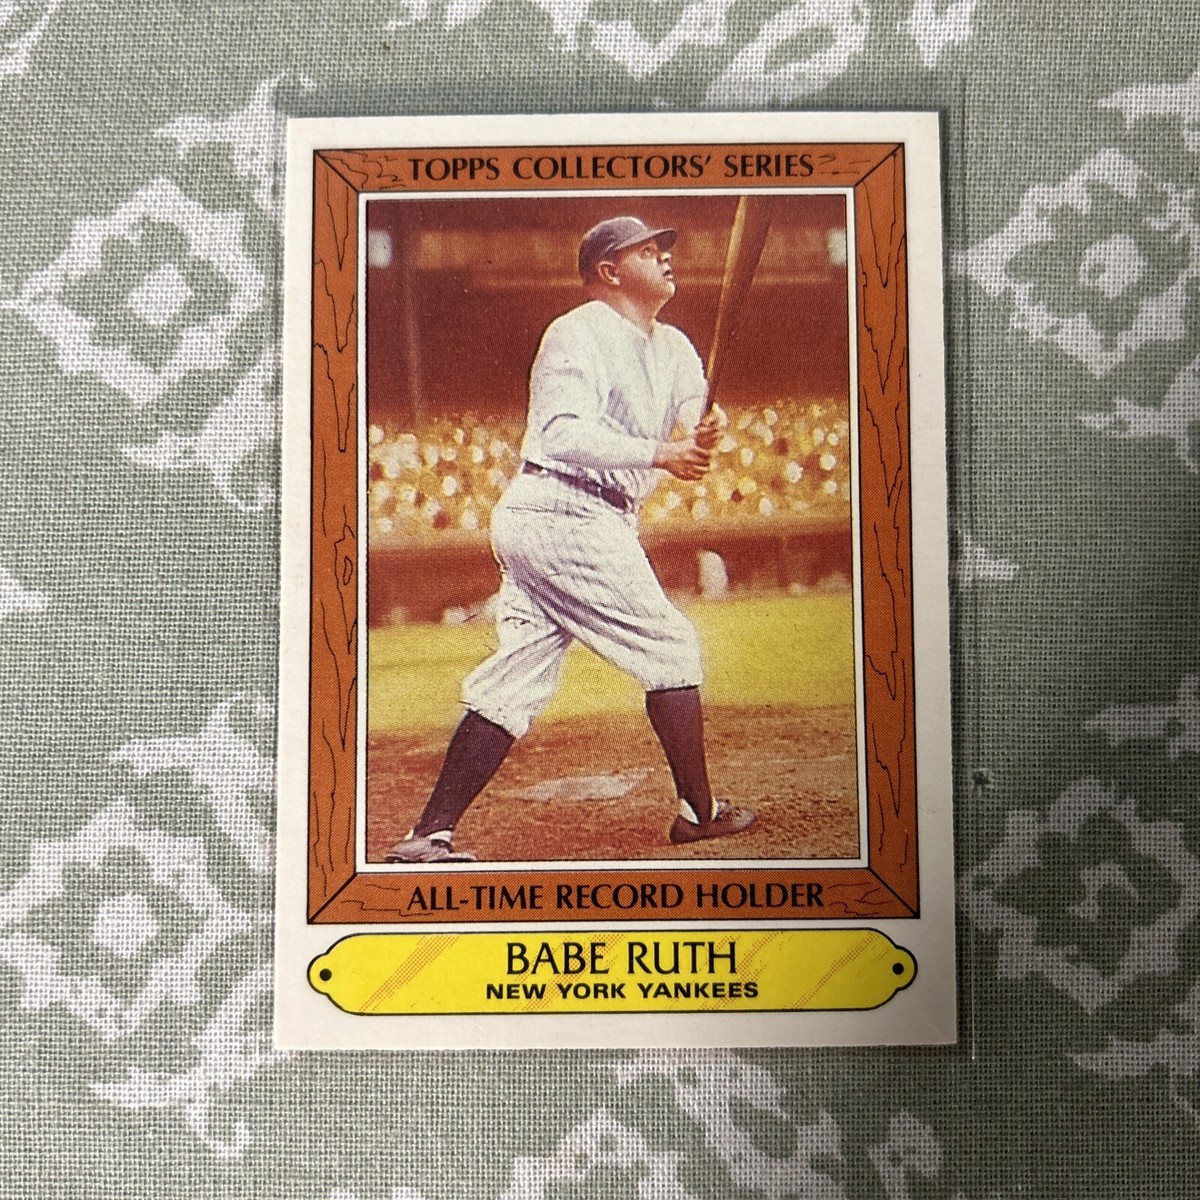 TOPPS COLLECTORS' SERIES
ALL-TIME RECORD HOLDER
BABE RUTH
NEW YORK YANKEES